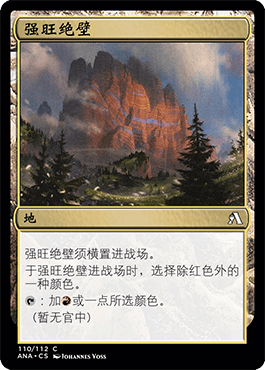 强旺绝壁
地
强旺绝壁须横置进战场。
于强旺绝壁进战场时，选择除红色外的
一种颜色。
：加或一点所选颜色。
（暂无官中）
110/112 C
ANA • CS Johannes Voss